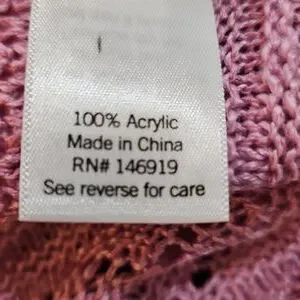 100% Acrylic
Made in China
RN# 146919
See reverse for care